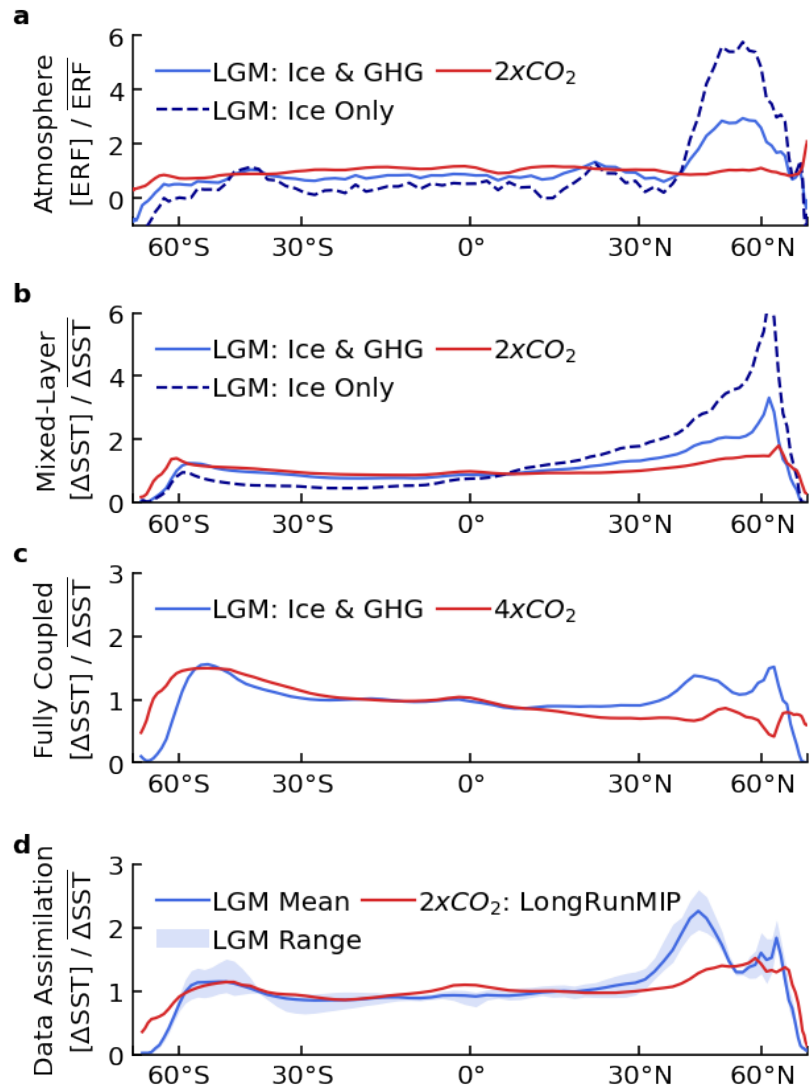 a
Atmosphere
[ERF] / ERF
6
4
2
0
LGM: Ice & GHG
2xCO₂
LGM: Ice Only
60°S
30°S
0°
30°N
60°N
b
Mixed-Layer
[ΔSST] / ΔSST
6
4
2
0
LGM: Ice & GHG
2xCO₂
LGM: Ice Only
60°S
30°S
0°
30°N
60°N
c
Fully Coupled
[ΔSST] / ΔSST
3
2
1
0
LGM: Ice & GHG
4xCO₂
60°S
30°S
0°
30°N
60°N
d
Data Assimilation
[ΔSST] / ΔSST
3
2
1
0
LGM Mean
2xCO₂: LongRunMIP
LGM Range
60°S
30°S
0°
30°N
60°N